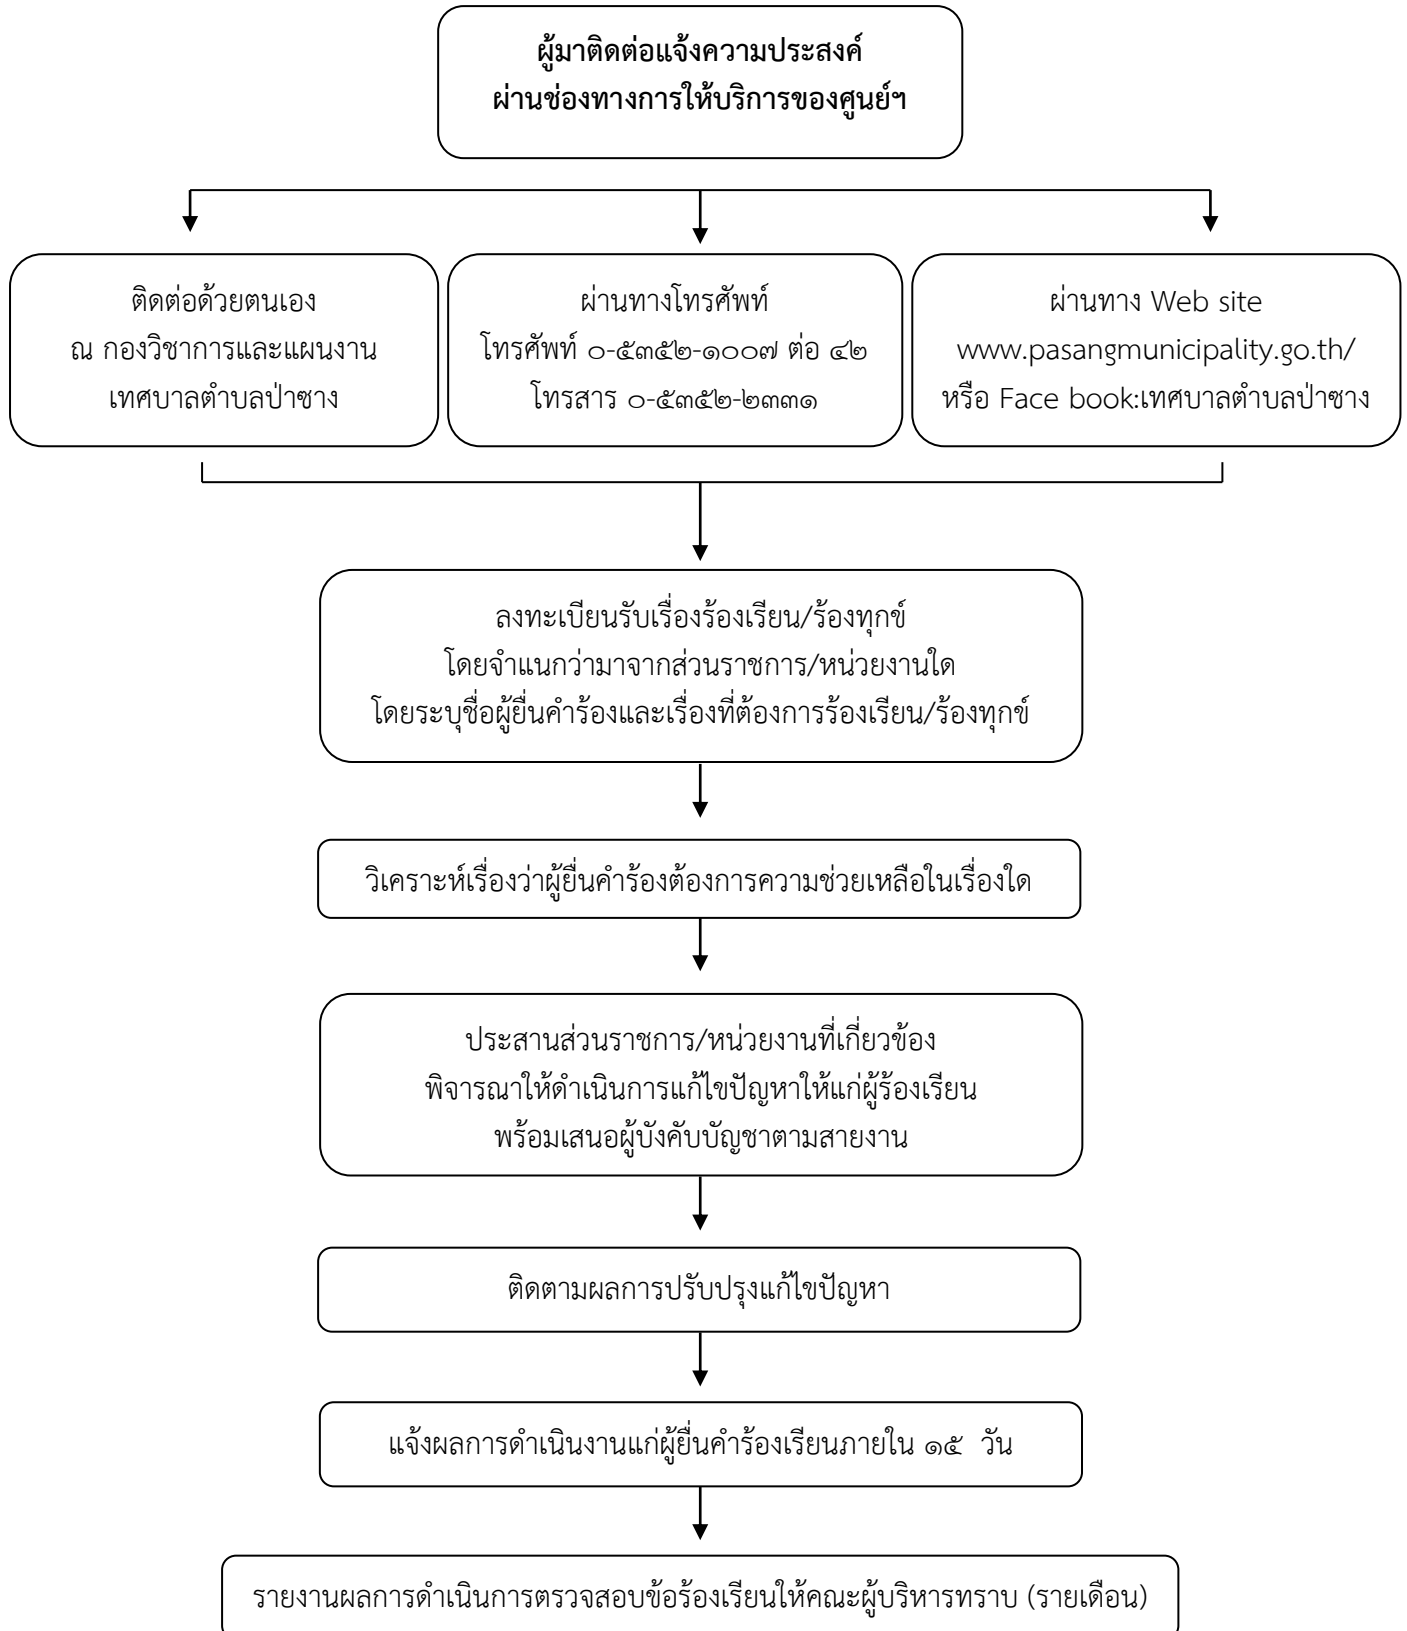 ผู้มาติดต่อแจ้งความประสงค์
ผ่านช่องทางการให้บริการของศูนย์ฯ
ติดต่อด้วยตนเอง
ณ กองวิชาการและแผนงาน
เทศบาลตำบลป่าซาง
ผ่านทางโทรศัพท์
โทรศัพท์ ๐-๕๓๕๒-๑๐๐๗ ต่อ ๔๒
โทรสาร ๐-๕๓๕๒-๒๓๓๑
ผ่านทาง Web site
www.pasangmunicipality.go.th/
หรือ Face book:เทศบาลตำบลป่าซาง
ลงทะเบียนรับเรื่องร้องเรียน/ร้องทุกข์
โดยจำแนกว่ามาจากส่วนราชการ/หน่วยงานใด
โดยระบุชื่อผู้ยื่นคำร้องและเรื่องที่ต้องการร้องเรียน/ร้องทุกข์
วิเคราะห์เรื่องว่าผู้ยื่นคำร้องต้องการความช่วยเหลือในเรื่องใด
ประสานส่วนราชการ/หน่วยงานที่เกี่ยวข้อง
พิจารณาให้ดำเนินการแก้ไขปัญหาให้แก่ผู้ร้องเรียน
พร้อมเสนอผู้บังคับบัญชาตามสายงาน
ติดตามผลการปรับปรุงแก้ไขปัญหา
แจ้งผลการดำเนินงานแก่ผู้ยื่นคำร้องเรียนภายใน ๑๕ วัน
รายงานผลการดำเนินการตรวจสอบข้อร้องเรียนให้คณะผู้บริหารทราบ (รายเดือน)